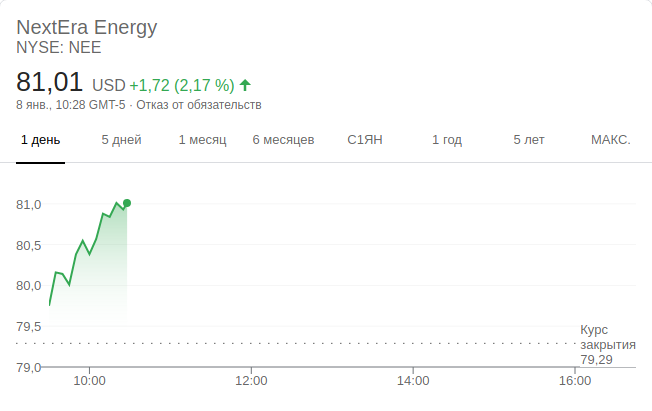 NextEra Energy
NYSE: NEE
81,01 USD +1,72 (2,17 %)
8 янв., 10:28 GMT-5 · Отказ от обязательств
1 день 5 дней 1 месяц 6 месяцев С1ЯН 1 год 5 лет МАКС.
81,0
80,5
80,0
79,5
79,0
Курс
закрытия
79,29
10:00 12:00 14:00 16:00